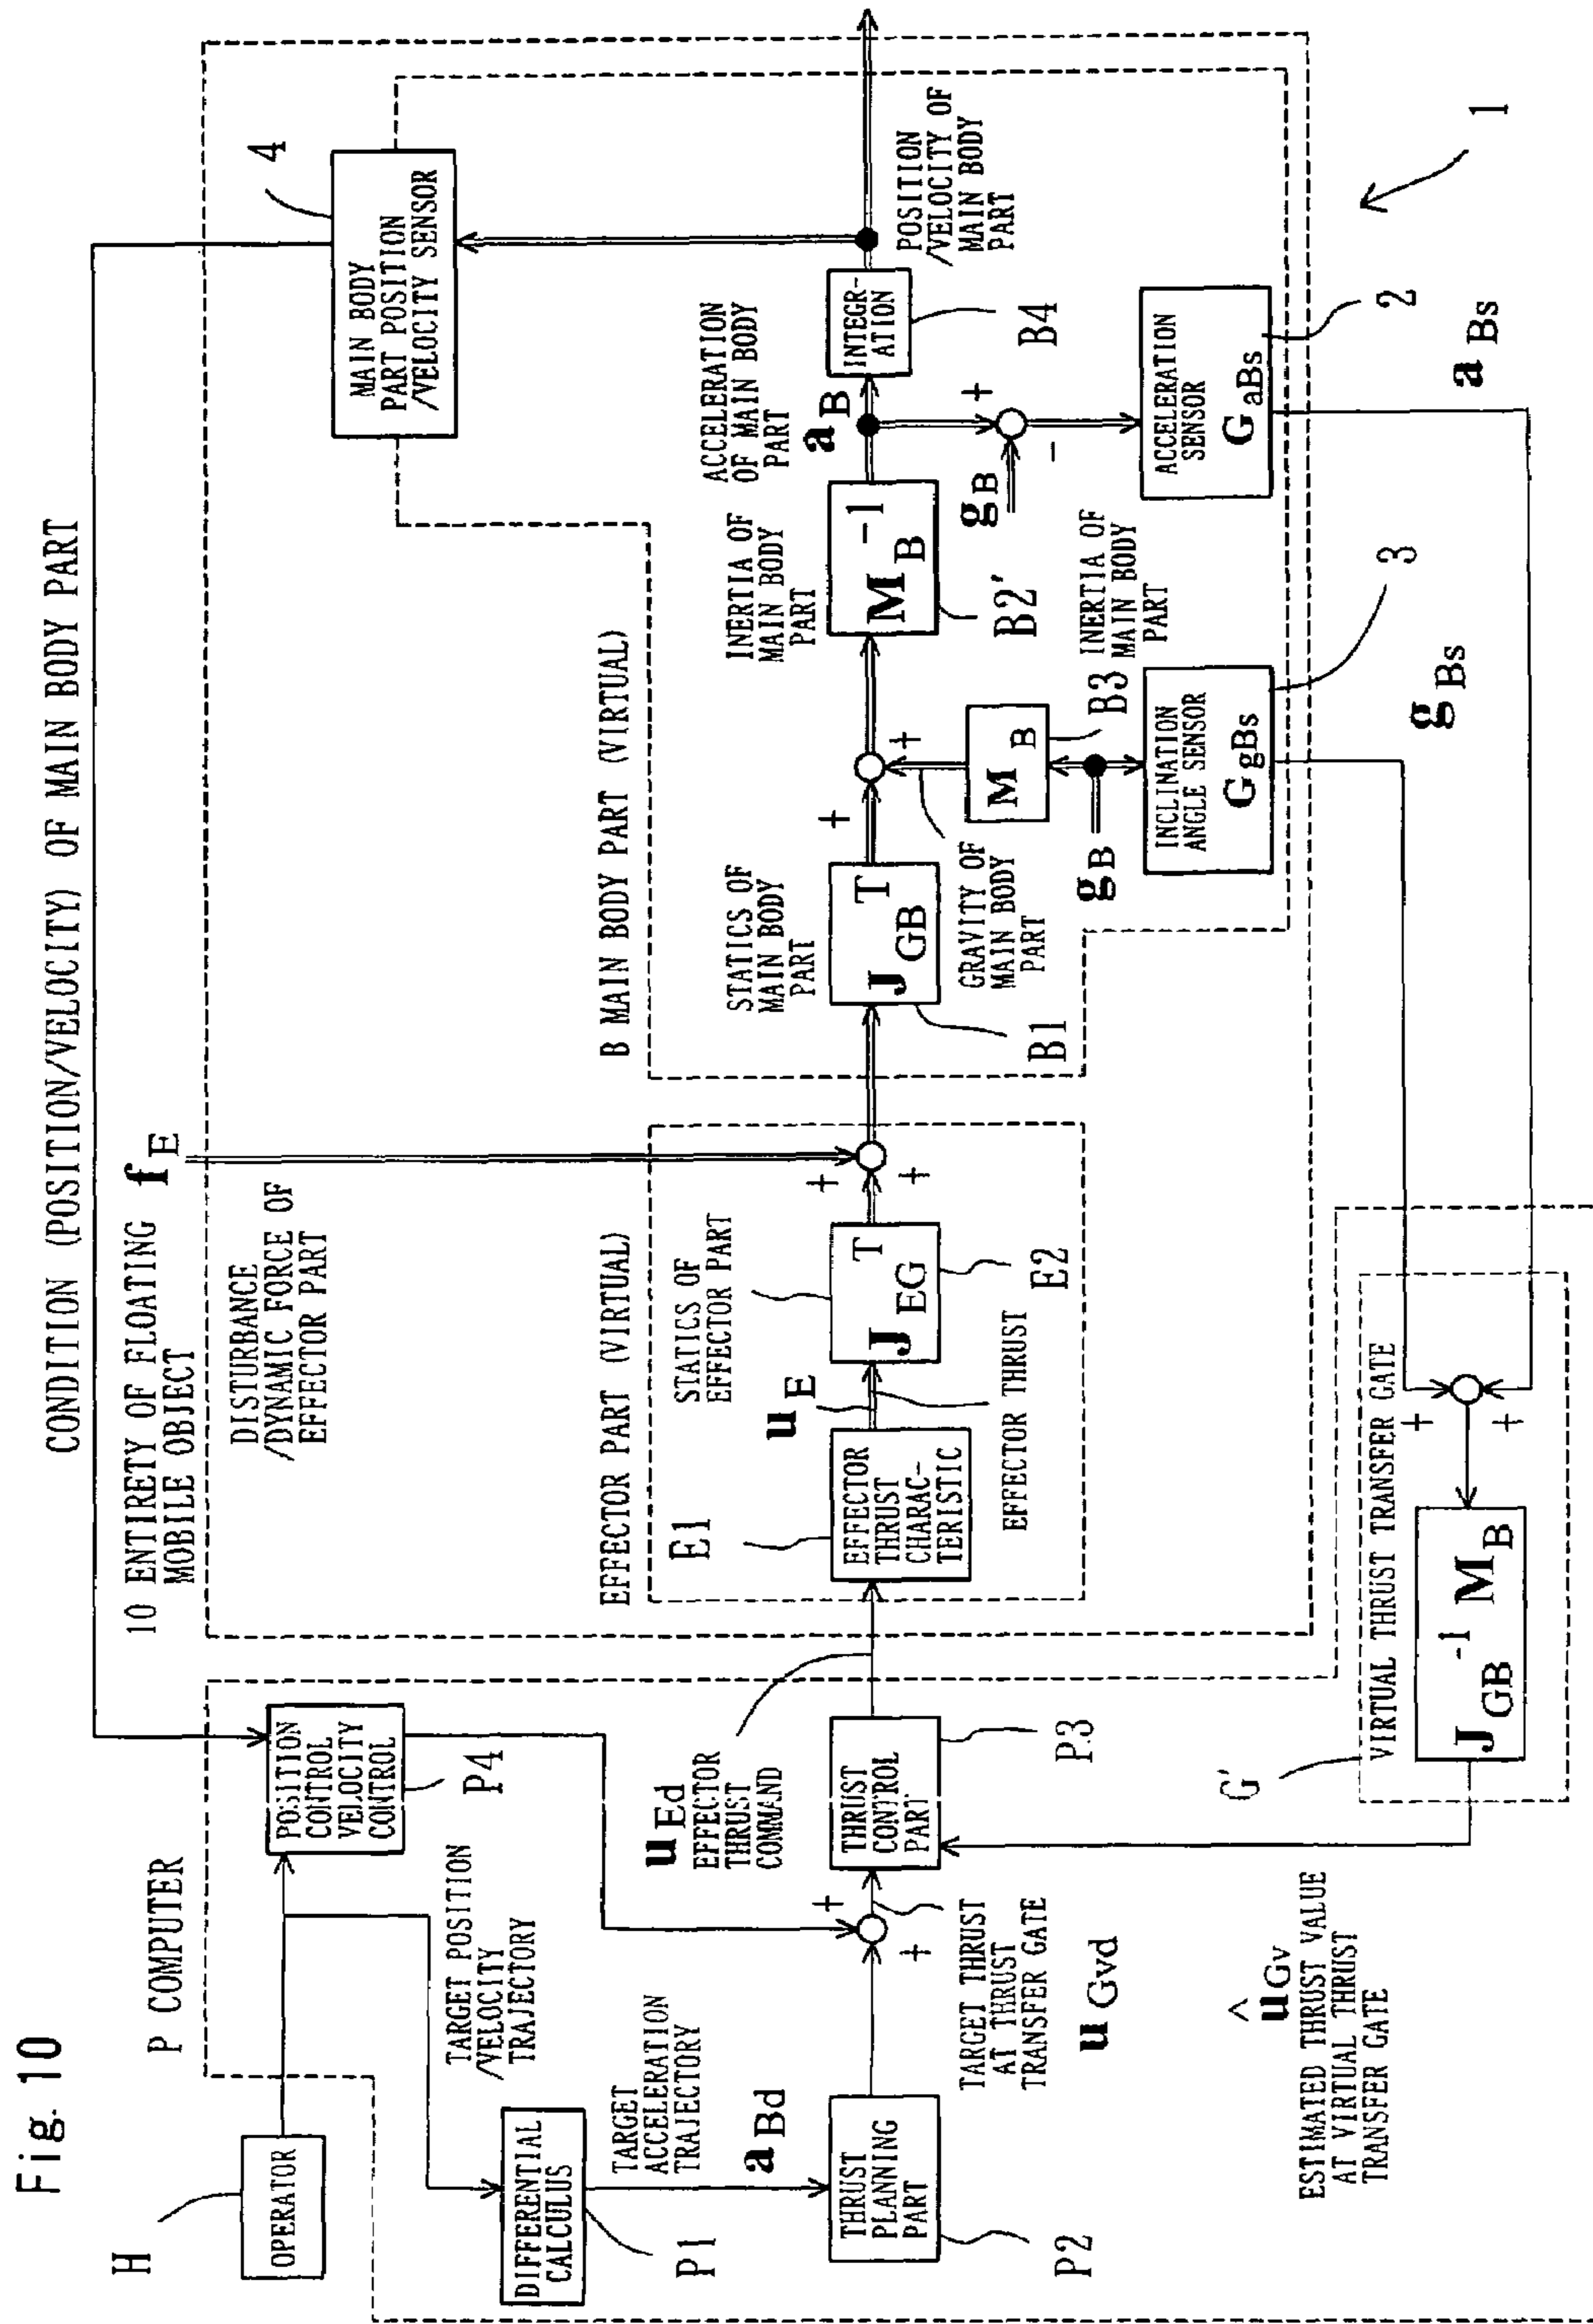 Fig. 10
CONDITION (POSITION/VELOCITY) OF MAIN BODY PART
H
OPERATOR
P COMPUTER
POSITION
CONTROL
VELOCITY
CONTROL
P4
TARGET POSITION
/VELOCITY
TRAJECTORY
DIFFERENTIAL
CALCULUS
P1
TARGET
ACCELERATION
TRAJECTORY
a Bd
THRUST
PLANNING
PART
P2
+
+
TARGET THRUST
AT THRUST
TRANSFER GATE
u Gvd
u Ed
EFFECTOR
THRUST
COMMAND
THRUST
CONTROL
PART
P3
û Gv
ESTIMATED THRUST VALUE
AT VIRTUAL THRUST
TRANSFER GATE
G'
VIRTUAL THRUST TRANSFER GATE
J GB -1 M B
+
+
10 ENTIRETY OF FLOATING
MOBILE OBJECT
f E
DISTURBANCE
/DYNAMIC FORCE OF
EFFECTOR PART
EFFECTOR PART (VIRTUAL)
E1
EFFECTOR
THRUST
CHARAC-
TERISTIC
u E
EFFECTOR THRUST
STATICS OF
EFFECTOR PART
J EG T
E2
+
+
B MAIN BODY PART (VIRTUAL)
STATICS OF
MAIN BODY
PART
J GB T
B1
+
+
GRAVITY OF
MAIN BODY
PART
M B
B3
INERTIA OF
MAIN BODY
PART
g B
INCLINATION
ANGLE SENSOR
G gBs
3
g Bs
INERTIA OF
MAIN BODY
PART
M B -1
B2'
ACCELERATION
OF MAIN BODY
PART
a B
g B
+
-
ACCELERATION
SENSOR
G aBs
2
a Bs
INTEGR-
ATION
B4
POSITION
/VELOCITY OF
MAIN BODY
PART
MAIN BODY
PART POSITION
/VELOCITY SENSOR
4
1